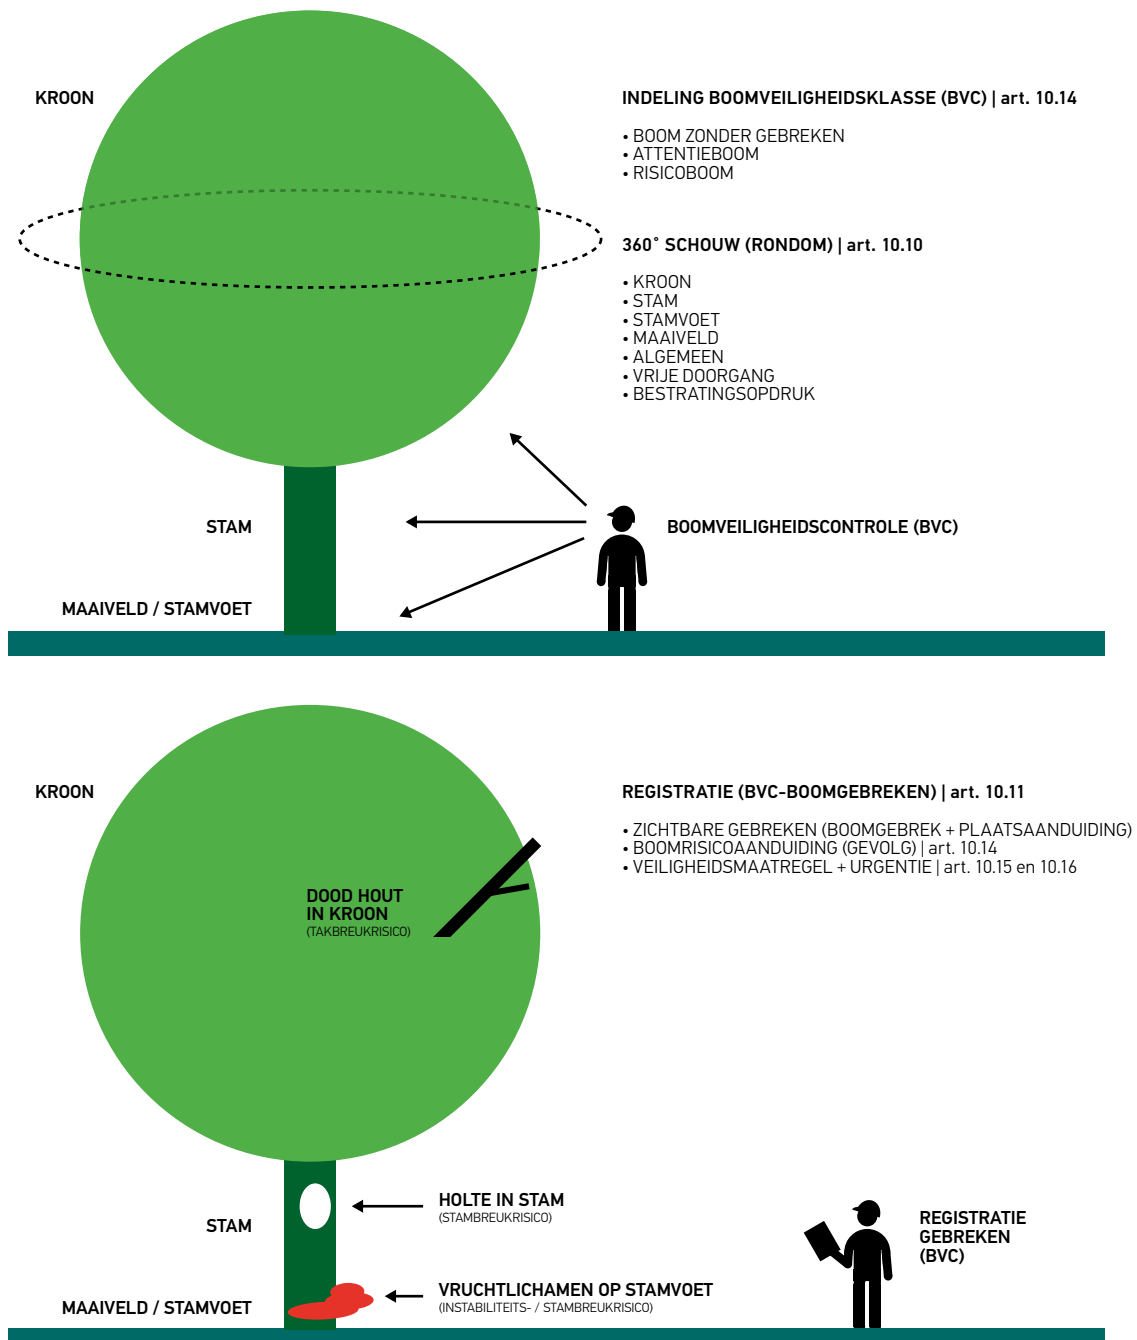 KROON
INDELING BOOMVEILIGHEIDSKLASSE (BVC) | art. 10.14
• BOOM ZONDER GEBREKEN
• ATTENTIEBOOM
• RISICOBOOM
360˚ SCHOUW (RONDOM) | art. 10.10
• KROON
• STAM
• STAMVOET
• MAAIVELD
• ALGEMEEN
• VRIJE DOORGANG
• BESTRATINGSOPDRUK
STAM
BOOMVEILIGHEIDSCONTROLE (BVC)
MAAIVELD / STAMVOET
KROON
REGISTRATIE (BVC-BOOMGEBREKEN) | art. 10.11
• ZICHTBARE GEBREKEN (BOOMGEBREK + PLAATSAANDUIDING)
• BOOMRISICOAANDUIDING (GEVOLG) | art. 10.14
• VEILIGHEIDSMAATREGEL + URGENTIE | art. 10.15 en 10.16
DOOD HOUT
IN KROON
(TAKBREUKRISICO)
HOLTE IN STAM
(STAMBREUKRISICO)
STAM
REGISTRATIE
GEBREKEN
(BVC)
VRUCHTLICHAMEN OP STAMVOET
(INSTABILITEITS- / STAMBREUKRISICO)
MAAIVELD / STAMVOET